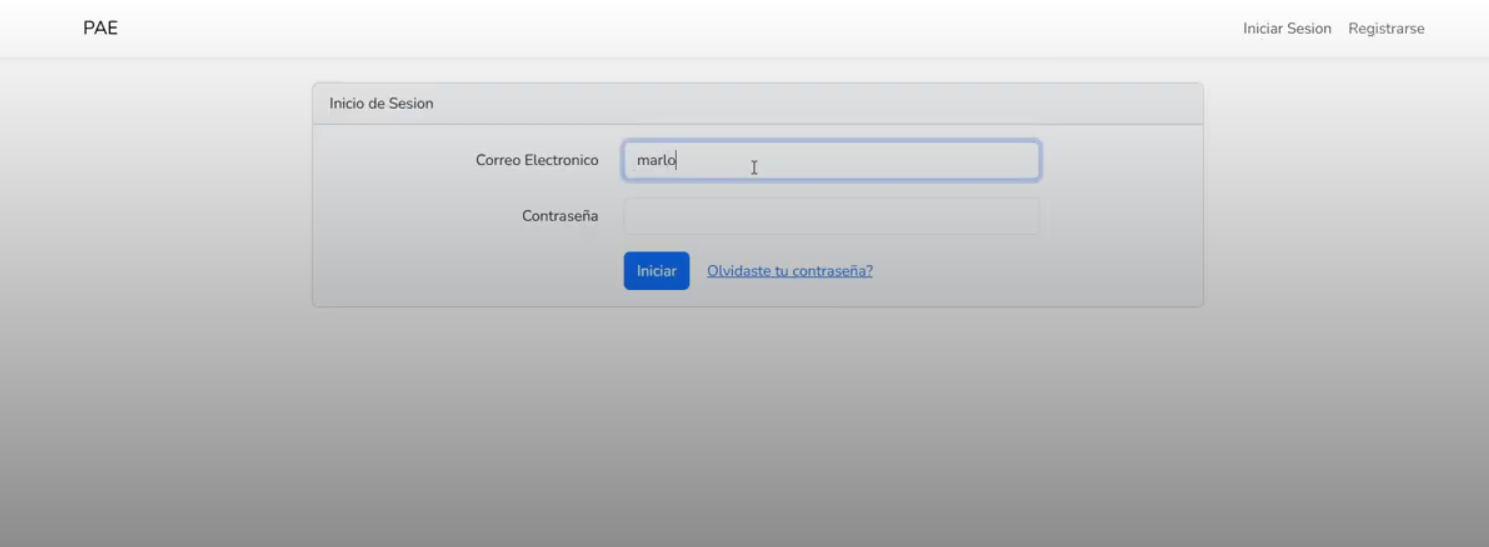 PAE
Iniciar Sesion Registrarse
Inicio de Sesion
Correo Electronico marlo
Contraseña
Iniciar Olvidaste tu contraseña?